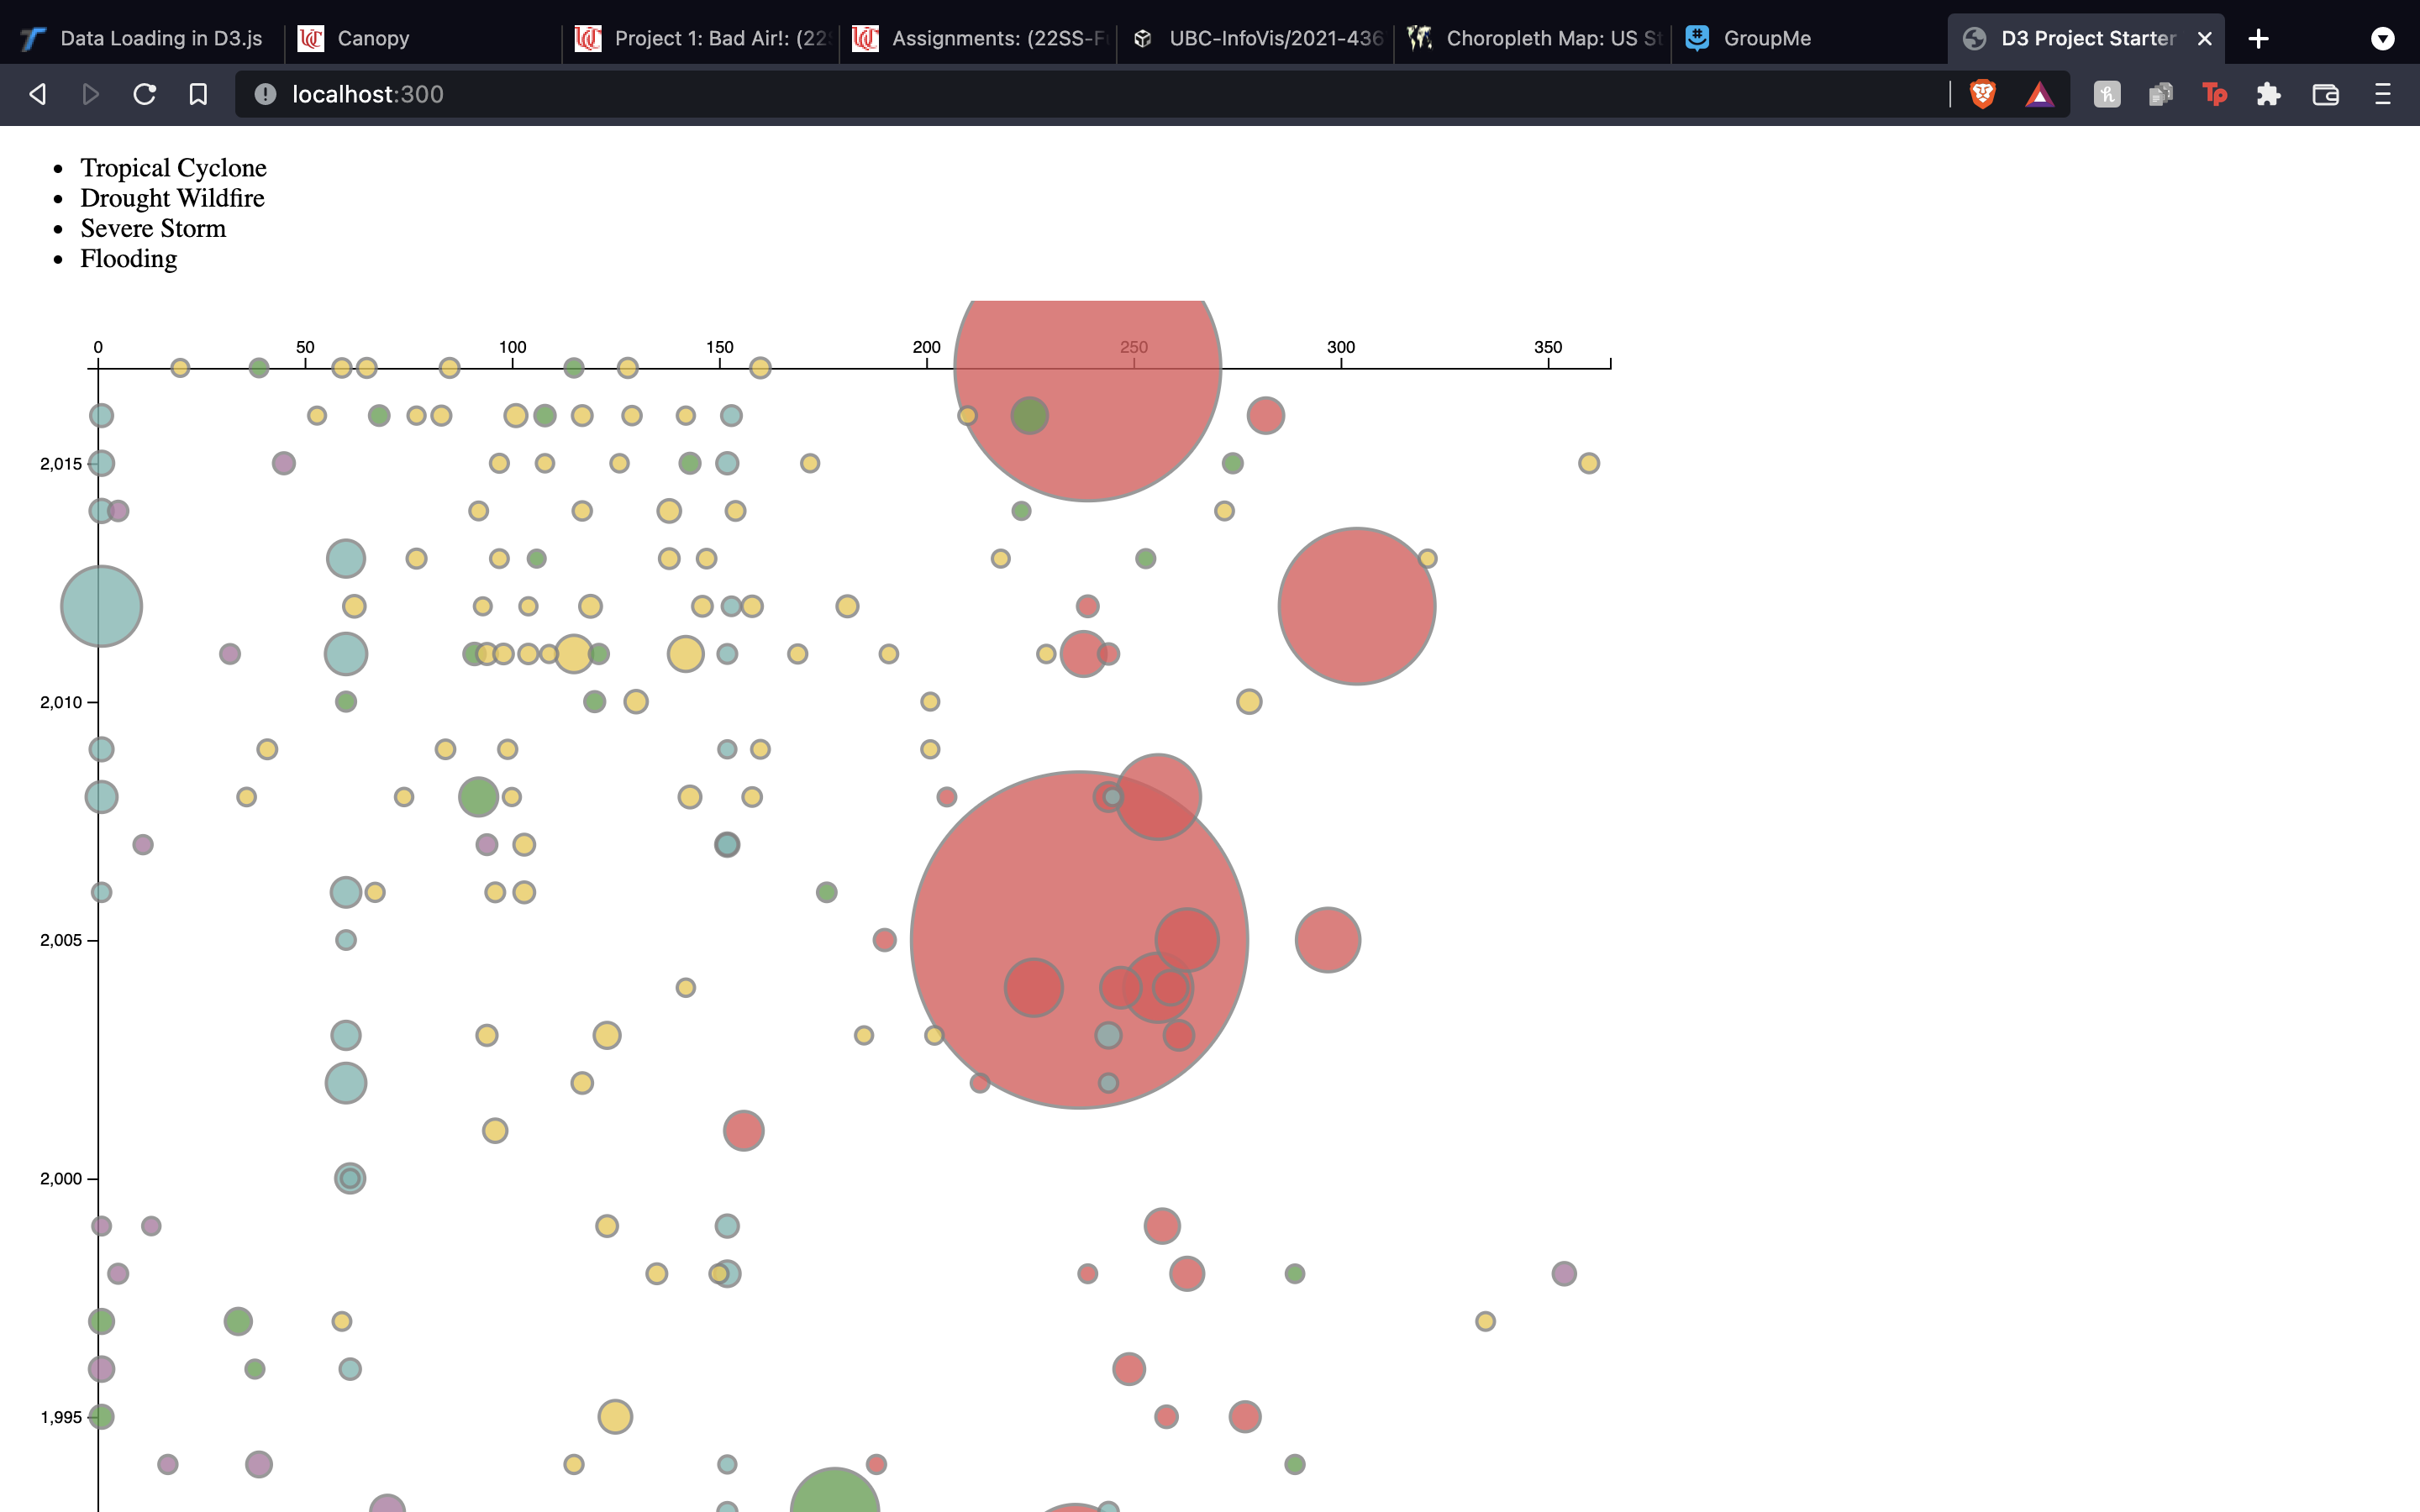 Data Loading in D3.js
Canopy
Project 1: Bad Air!: (22S
Assignments: (22SS-F
UBC-InfoVis/2021-436
Choropleth Map: US St
GroupMe
D3 Project Starter
localhost:300
Tp
• Tropical Cyclone
• Drought Wildfire
• Severe Storm
• Flooding
0 50 100 150 200 250 300 350
2,015
2,010
2,005
2,000
1,995